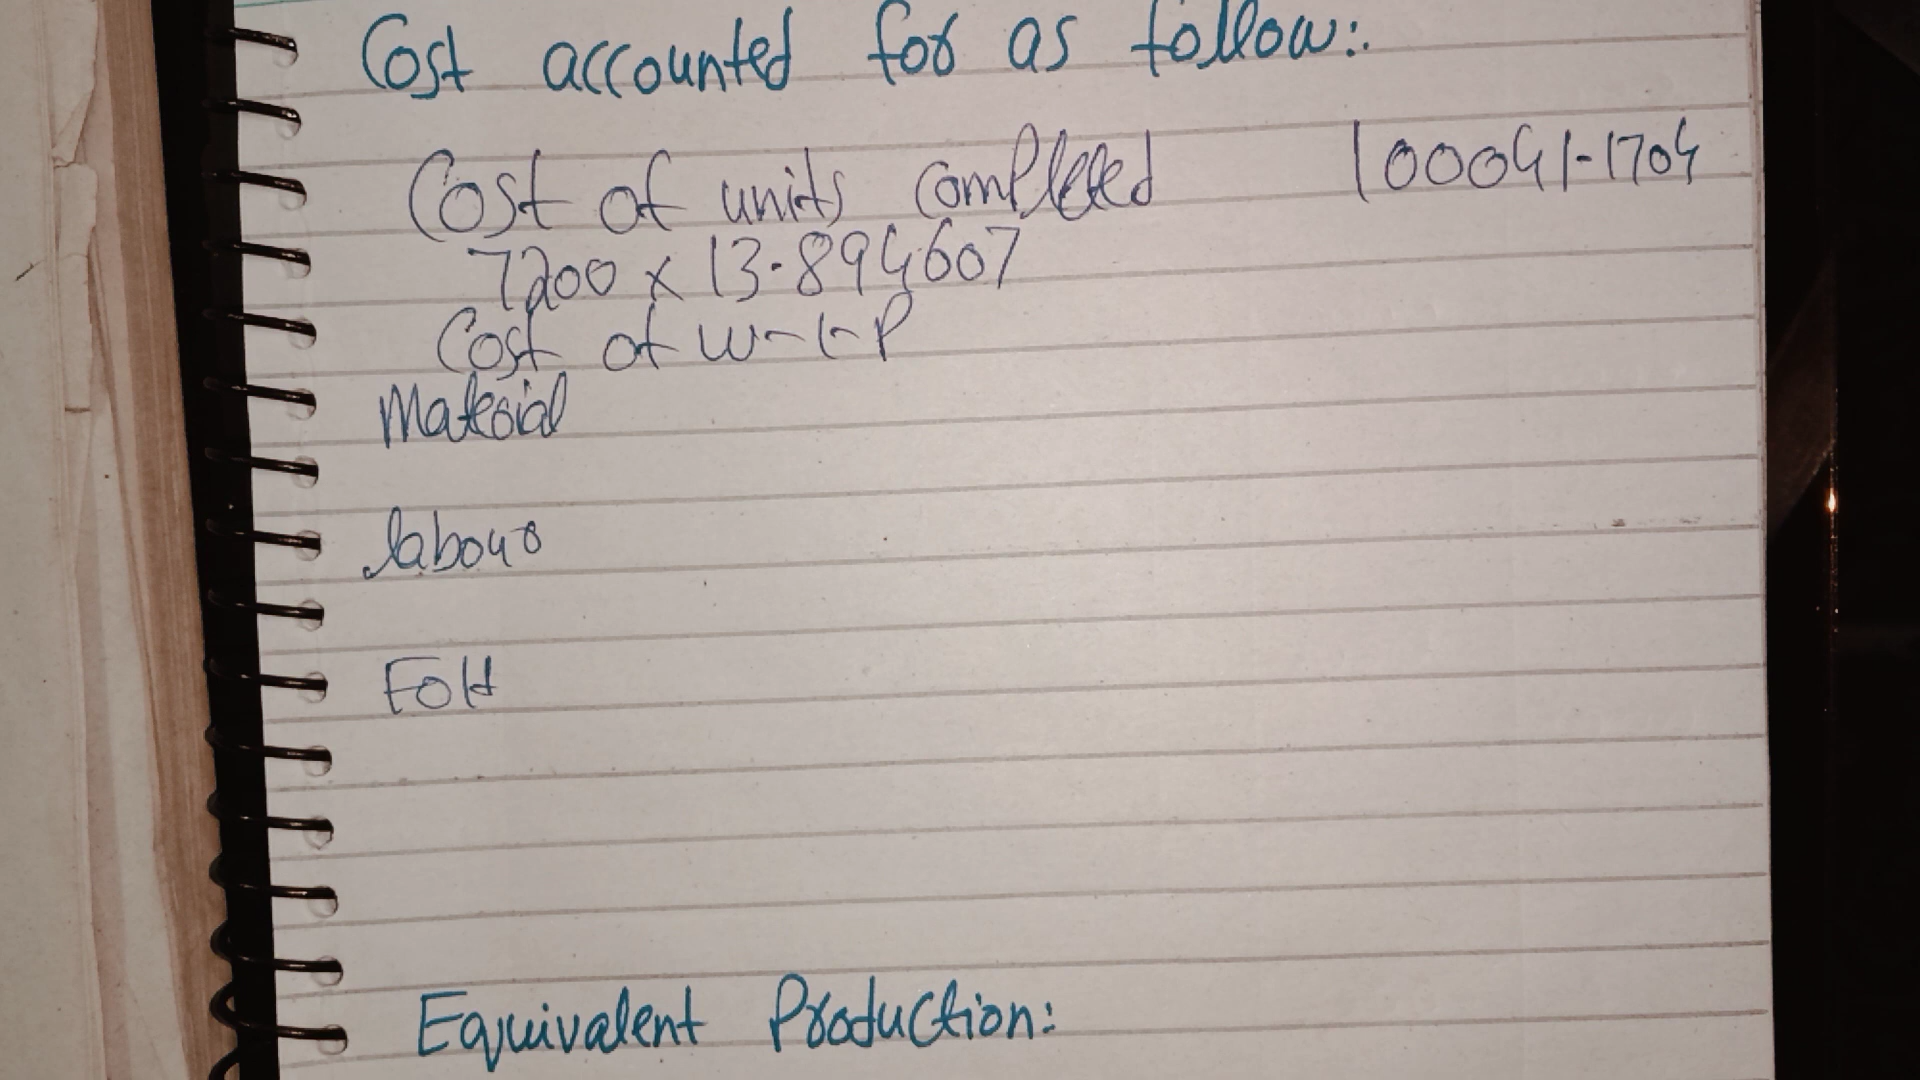 Cost accounted for as follow:.
Cost of units completed 100041-1704
7200 x 13.894607
Cost of W-I-P
Material
labour
FOH
Equivalent Production: